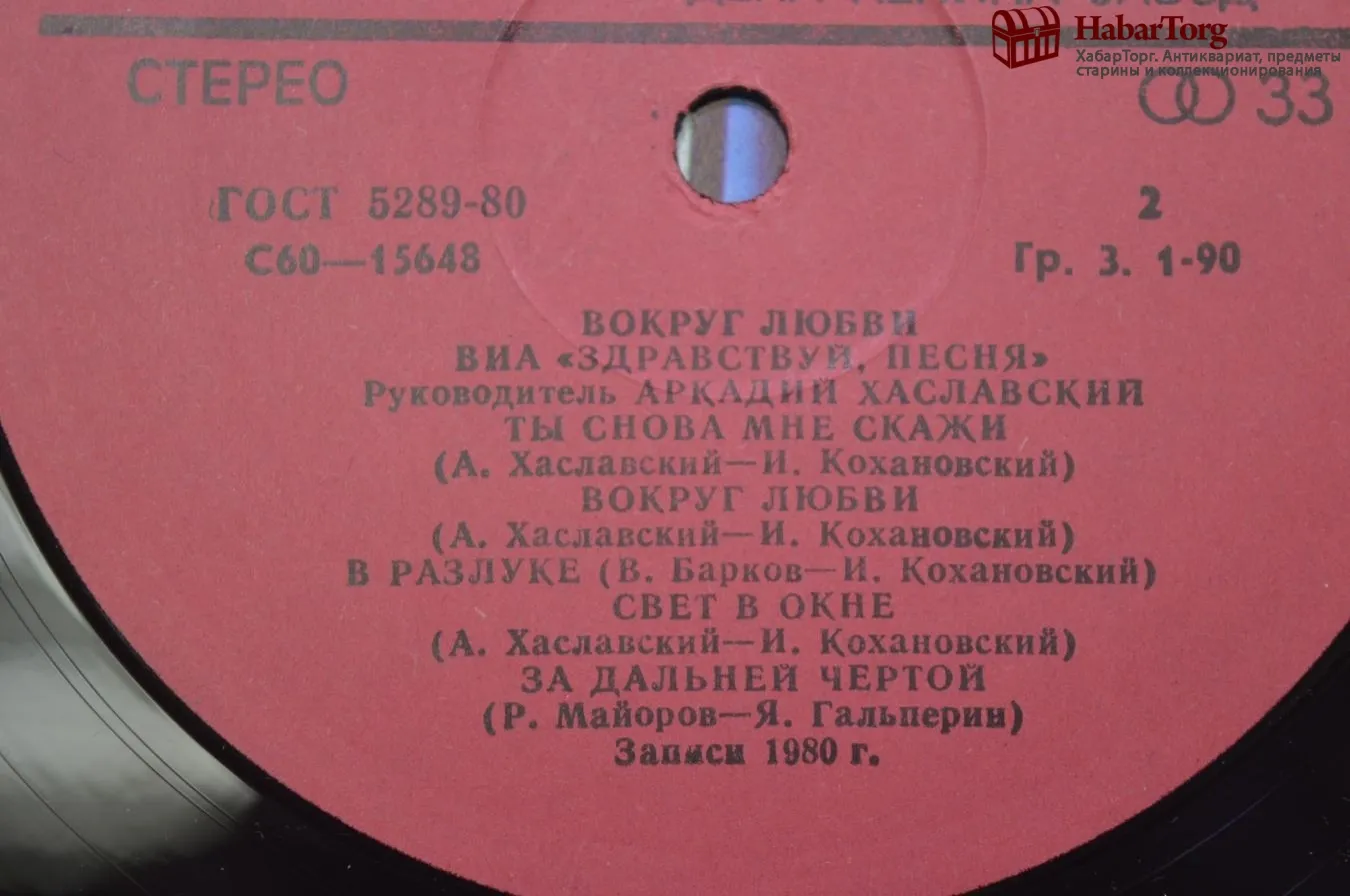 HabarTorg
ХабарТорг. Антиквариат, предметы
старины и коллекционирования
СТЕРЕО
33
ГОСТ 5289-80
2
С60—15648
Гр. 3. 1-90
ВОКРУГ ЛЮБВИ
ВИА «ЗДРАВСТВУЙ, ПЕСНЯ»
Руководитель АРКАДИЙ ХАСЛАВСКИЙ
ТЫ СНОВА МНЕ СКАЖИ
(А. Хаславский—И. Кохановский)
ВОКРУГ ЛЮБВИ
(А. Хаславский—И. Кохановский)
В РАЗЛУКЕ (В. Барков—И. Кохановский)
СВЕТ В ОКНЕ
(А. Хаславский—И. Кохановский)
ЗА ДАЛЬНЕЙ ЧЕРТОЙ
(Р. Майоров—Я. Гальперин)
Записи 1980 г.